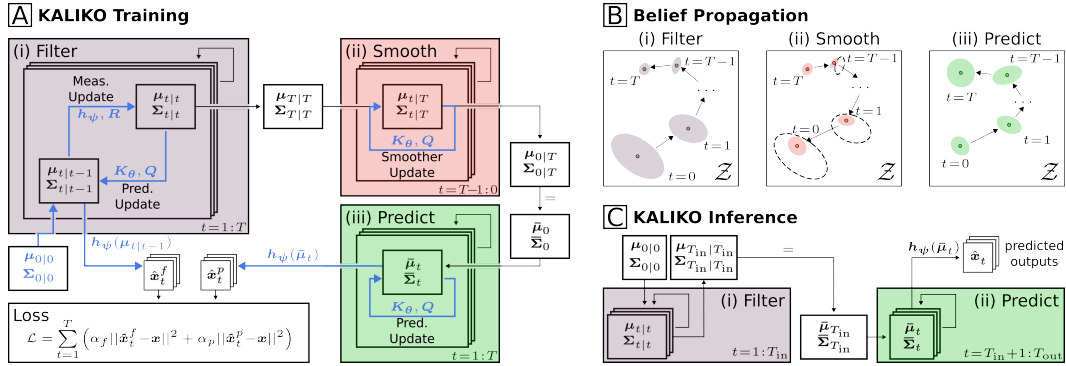 A KALIKO Training
(i) Filter
Meas.
Update
μ_{t|t}
Σ_{t|t}
h_ψ, R
K_θ, Q
μ_{t|t−1}
Σ_{t|t−1}
Pred.
Update
t=1:T
μ_{0|0}
Σ_{0|0}
h_ψ(μ_{t|t−1})
x̂_t^f
x̂_t^p
h_ψ(μ̄_t)
Loss
L = ∑_{t=1}^{T} (α_f||x̂_t^f−x||² + α_p||x̂_t^p−x||²)
μ_{T|T}
Σ_{T|T}
(ii) Smooth
μ_{t|T}
Σ_{t|T}
K_θ, Q
Smoother
Update
t=T−1:0
μ_{0|T}
Σ_{0|T}
=
μ̄_0
Σ̄_0
(iii) Predict
μ̄_t
Σ̄_t
K_θ, Q
Pred.
Update
t=1:T
B Belief Propagation
(i) Filter
t=T−1
t=T
...
t=1
t=0
Z
(ii) Smooth
t=T−1
t=T
...
t=1
t=0
Z
(iii) Predict
t=T−1
t=T
...
t=1
t=0
Z
C KALIKO Inference
μ_{0|0}
Σ_{0|0}
μ_{T_in|T_in}
Σ_{T_in|T_in}
=
(i) Filter
μ_{t|t}
Σ_{t|t}
t=1:T_in
μ̄_{T_in}
Σ̄_{T_in}
h_ψ(μ̄_t)
x̂_t
predicted
outputs
(ii) Predict
μ̄_t
Σ̄_t
t=T_in+1:T_out